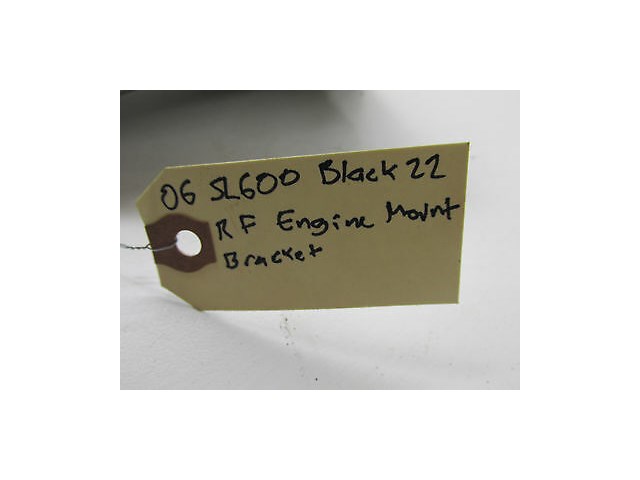 06 SL600 Black 22
RF Engine Mount
Bracket